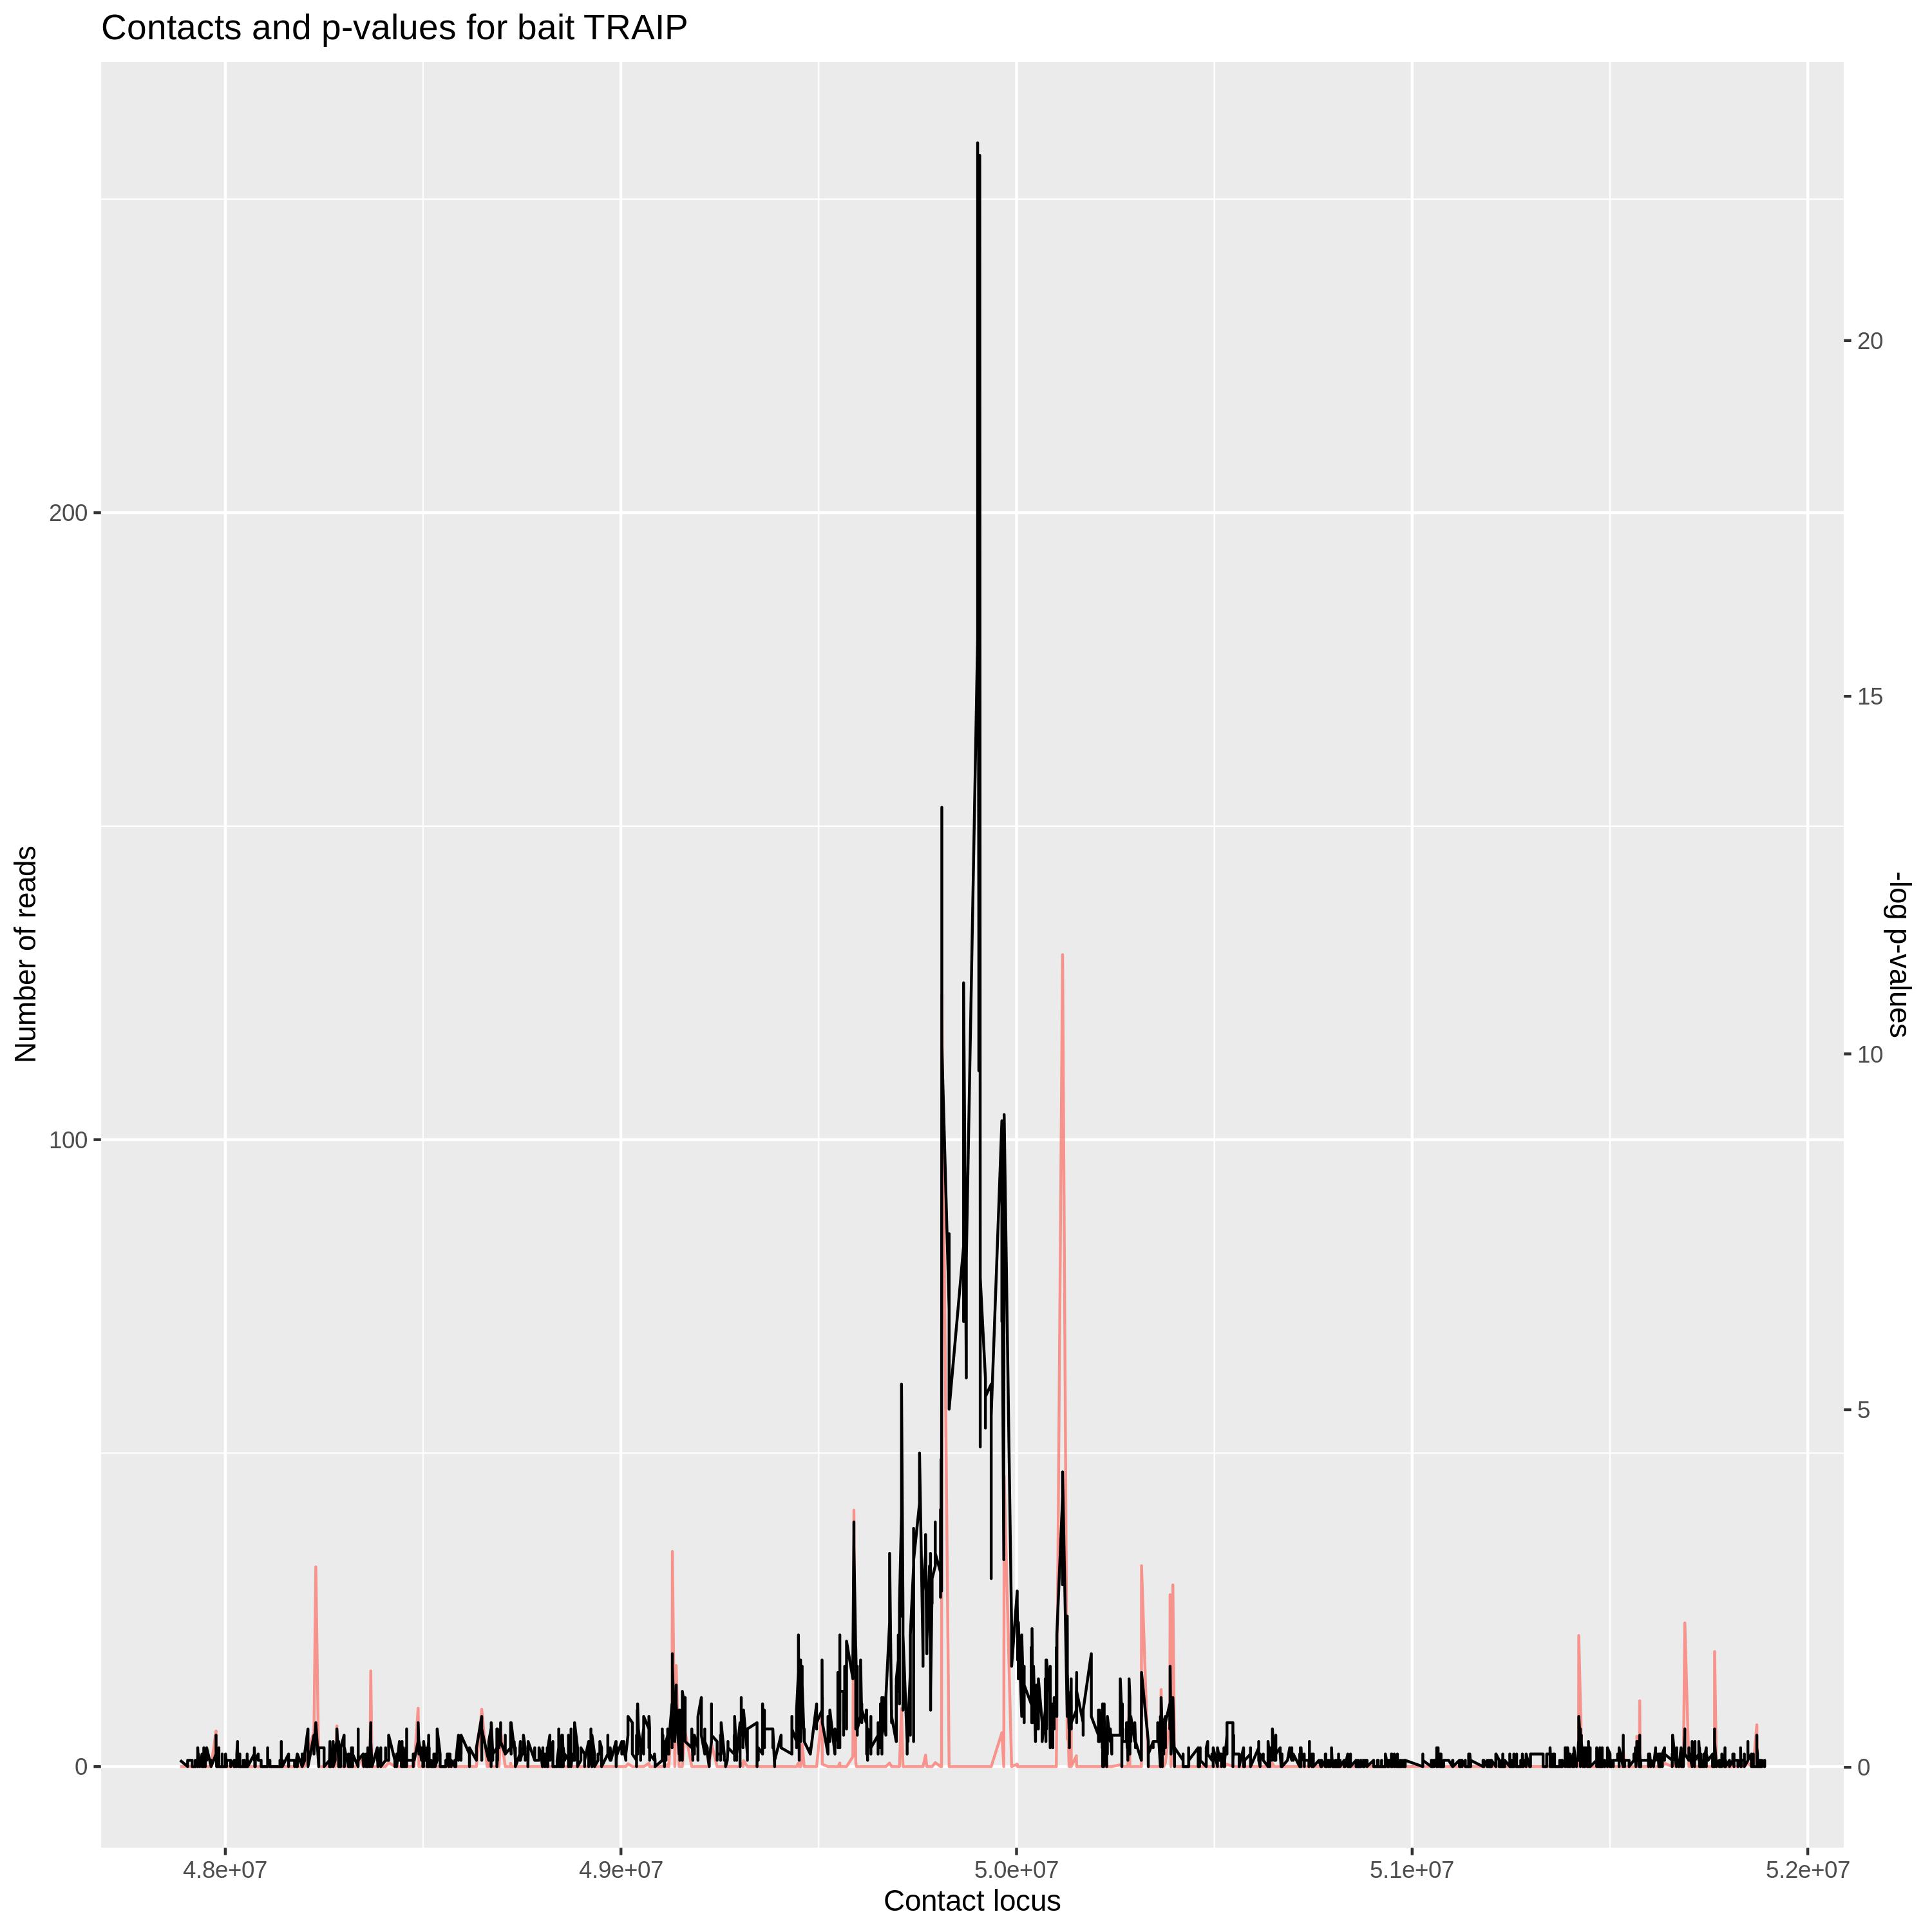 Contacts and p-values for bait TRAIP
Number of reads
200
100
0
20
15
10
5
0
-log p-values
4.8e+07
4.9e+07
5.0e+07
5.1e+07
5.2e+07
Contact locus